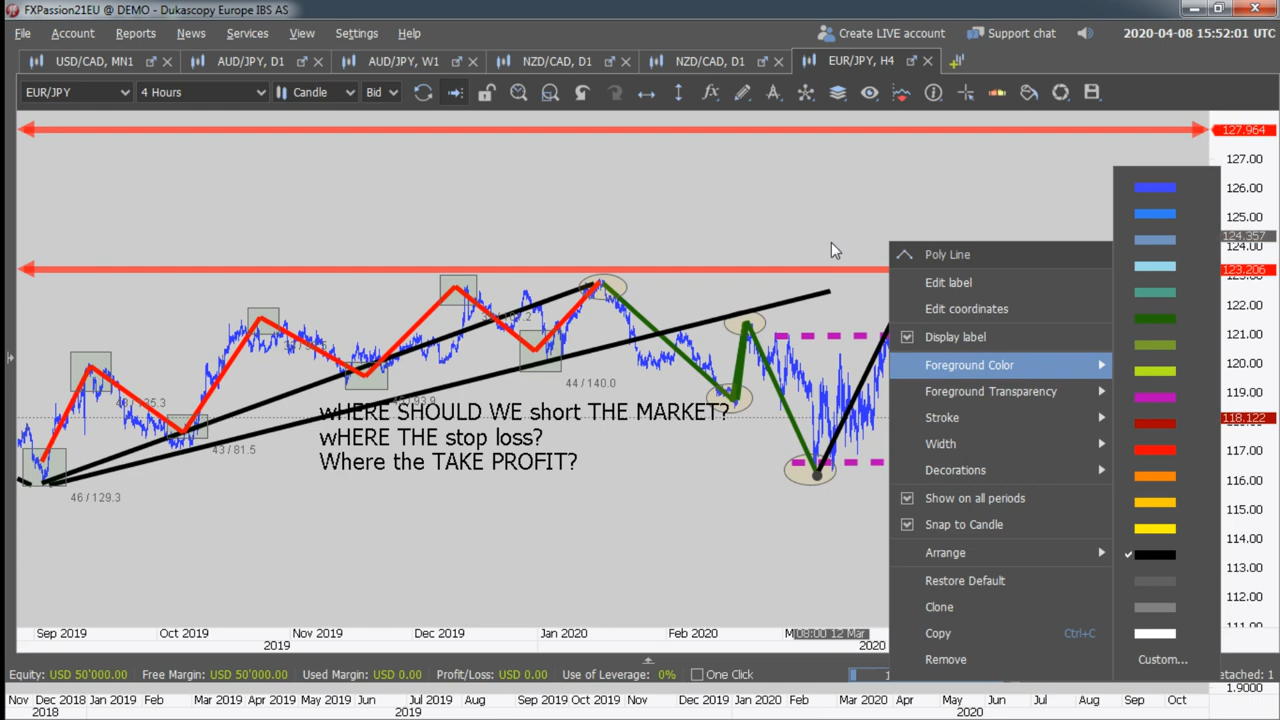 FXPassion21EU @ DEMO - Dukascopy Europe IBS AS
File Account Reports News Services View Settings Help
Create LIVE account Support chat 2020-04-08 15:52:01 UTC
USD/CAD, MN1 AUD/JPY, D1 AUD/JPY, W1 NZD/CAD, D1 NZD/CAD, D1 EUR/JPY, H4
EUR/JPY 4 Hours Candle Bid
127.964
127.00
126.00
125.00
124.357
124.00
123.206
122.00
121.00
120.00
119.00
118.122
117.00
116.00
115.00
114.00
113.00
112.00
Poly Line
Edit label
Edit coordinates
Display label
Foreground Color
Foreground Transparency
Stroke
Width
Decorations
Show on all periods
Snap to Candle
Arrange
Restore Default
Clone
Copy Ctrl+C
Remove
Custom...
44 / 140.0
wHERE SHOULD WE short THE MARKET?
wHERE THE stop loss?
Where the TAKE PROFIT?
43 / 81.5
46 / 129.3
Sep 2019 Oct 2019 Nov 2019 Dec 2019 Jan 2020 Feb 2020 08:00 12 Mar
2019 2020
Equity: USD 50'000.00 Free Margin: USD 50'000.00 Used Margin: USD 0.00 Profit/Loss: USD 0.00 Use of Leverage: 0% One Click
1.9000
Nov Dec 2018 Jan 2019 Feb Mar 2019 Apr 2019 May 2019 Jun Jul 2019 Aug Sep 2019 Oct 2019 Dec 2019 Jan 2020 Feb Mar 2020 Apr May Jun Jul Aug Sep Oct
2018 2019 2020